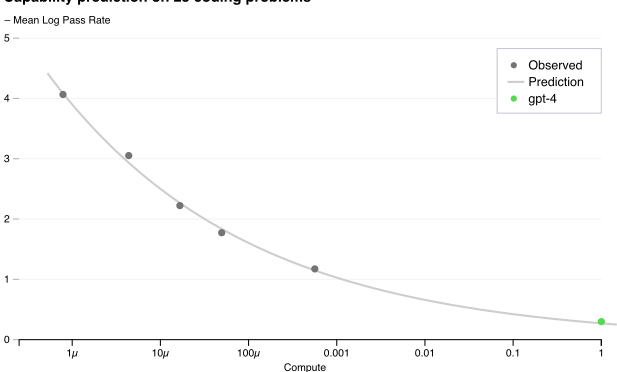 Capability prediction on 23 coding problems
– Mean Log Pass Rate
5
Observed
Prediction
gpt-4
4
3
2
1
0
1µ
10µ
100µ
0.001
0.01
0.1
1
Compute